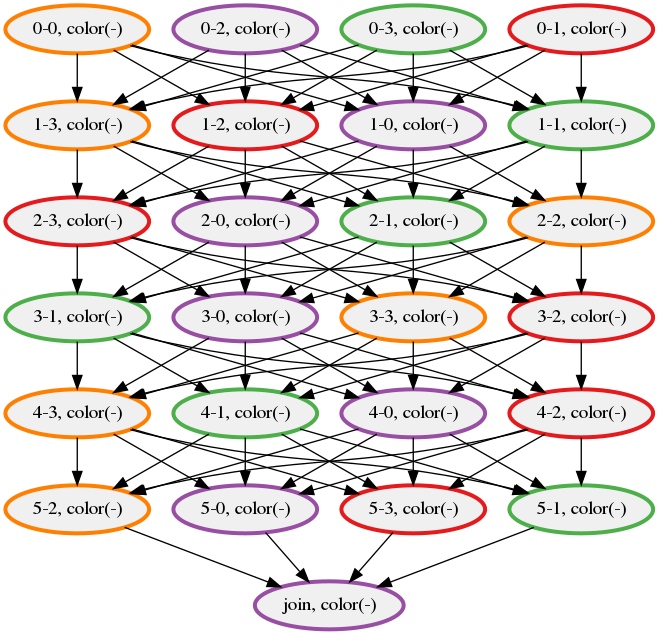 0-0, color(-)
0-2, color(-)
0-3, color(-)
0-1, color(-)
1-3, color(-)
1-2, color(-)
1-0, color(-)
1-1, color(-)
2-3, color(-)
2-0, color(-)
2-1, color(-)
2-2, color(-)
3-1, color(-)
3-0, color(-)
3-3, color(-)
3-2, color(-)
4-3, color(-)
4-1, color(-)
4-0, color(-)
4-2, color(-)
5-2, color(-)
5-0, color(-)
5-3, color(-)
5-1, color(-)
join, color(-)